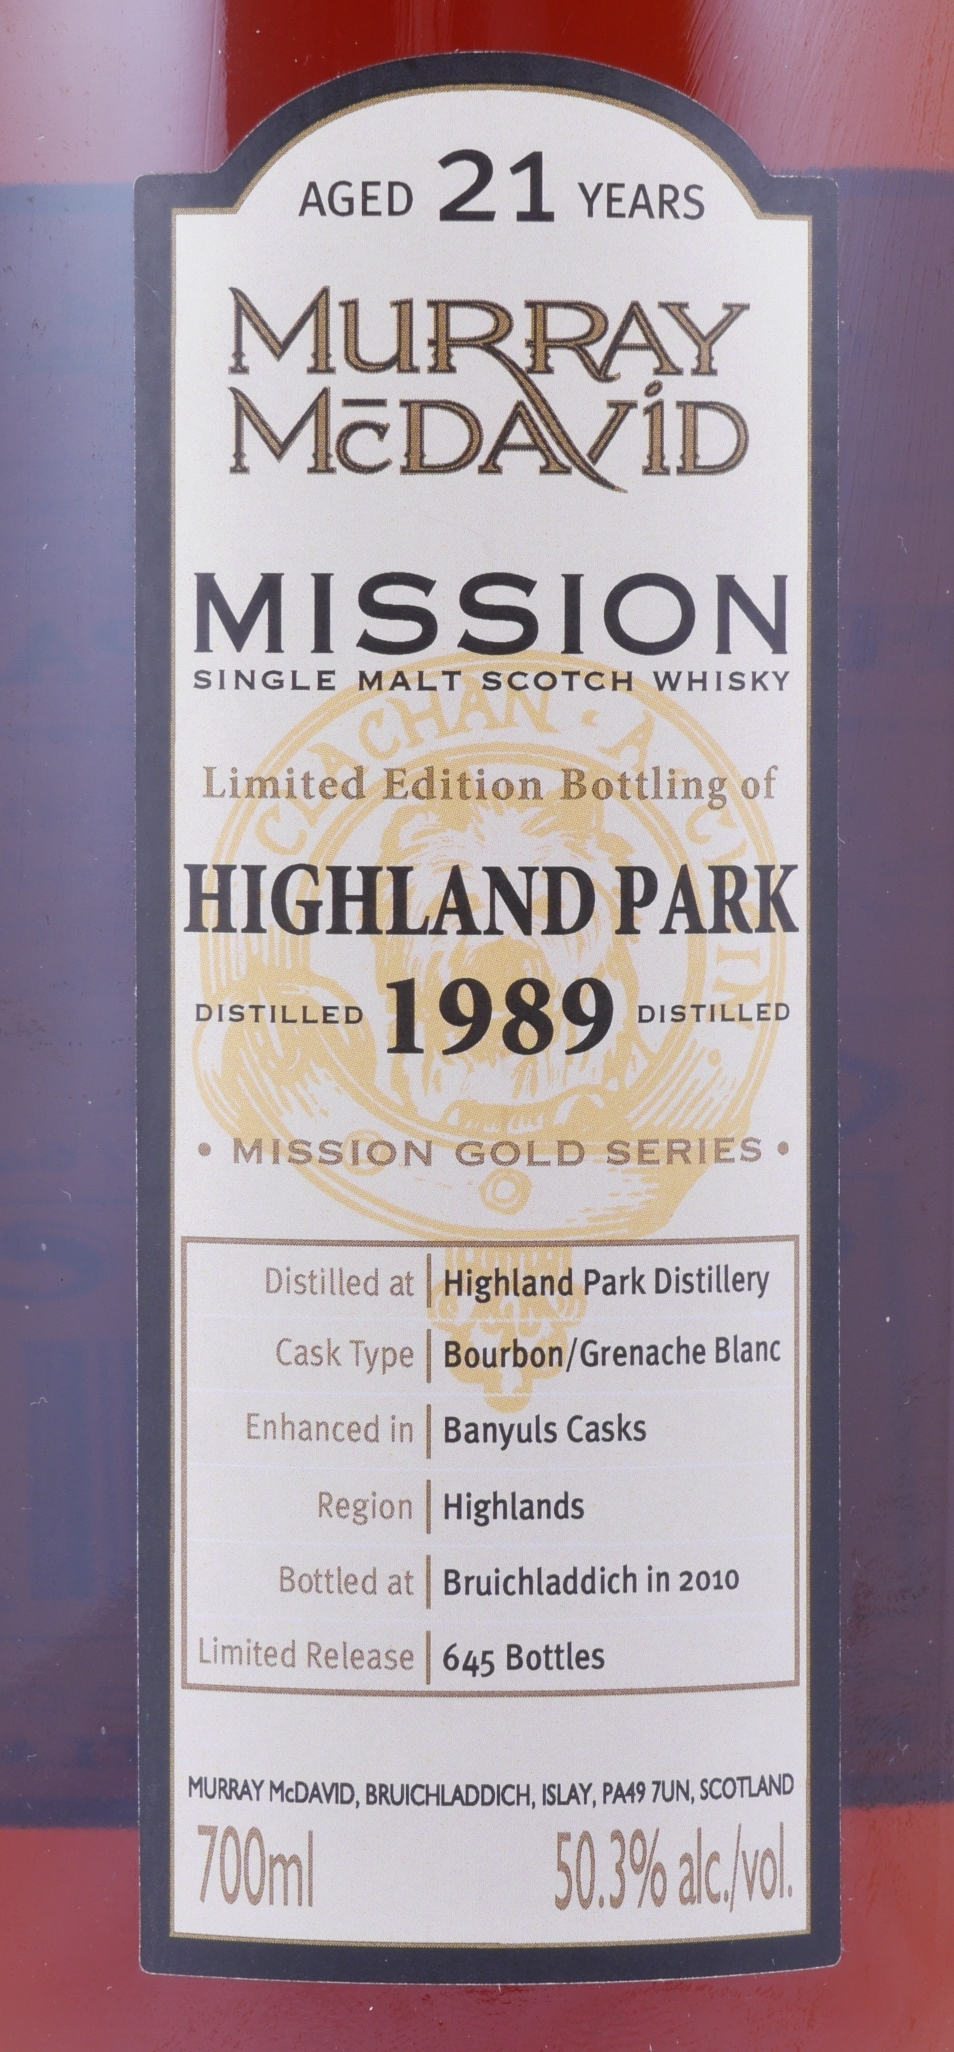 AGED 21 YEARS
MURRAY
McDAVID
MISSION
SINGLE MALT SCOTCH WHISKY
CLACHAN · A · CHOIN ·
Limited Edition Bottling of
HIGHLAND PARK
DISTILLED 1989 DISTILLED
• MISSION GOLD SERIES •
Distilled at | Highland Park Distillery
Cask Type | Bourbon/Grenache Blanc
Enhanced in | Banyuls Casks
Region | Highlands
Bottled at | Bruichladdich in 2010
Limited Release | 645 Bottles
MURRAY McDAVID, BRUICHLADDICH, ISLAY, PA49 7UN, SCOTLAND
700ml 50.3% alc./vol.